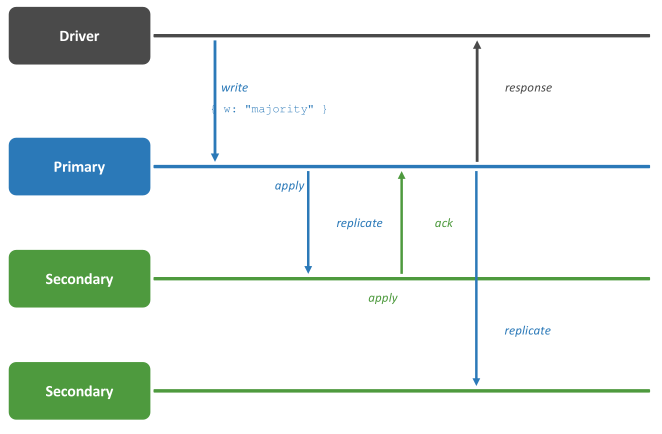 Driver
write
{ w: "majority" }
response
Primary
apply
replicate
ack
Secondary
apply
replicate
Secondary